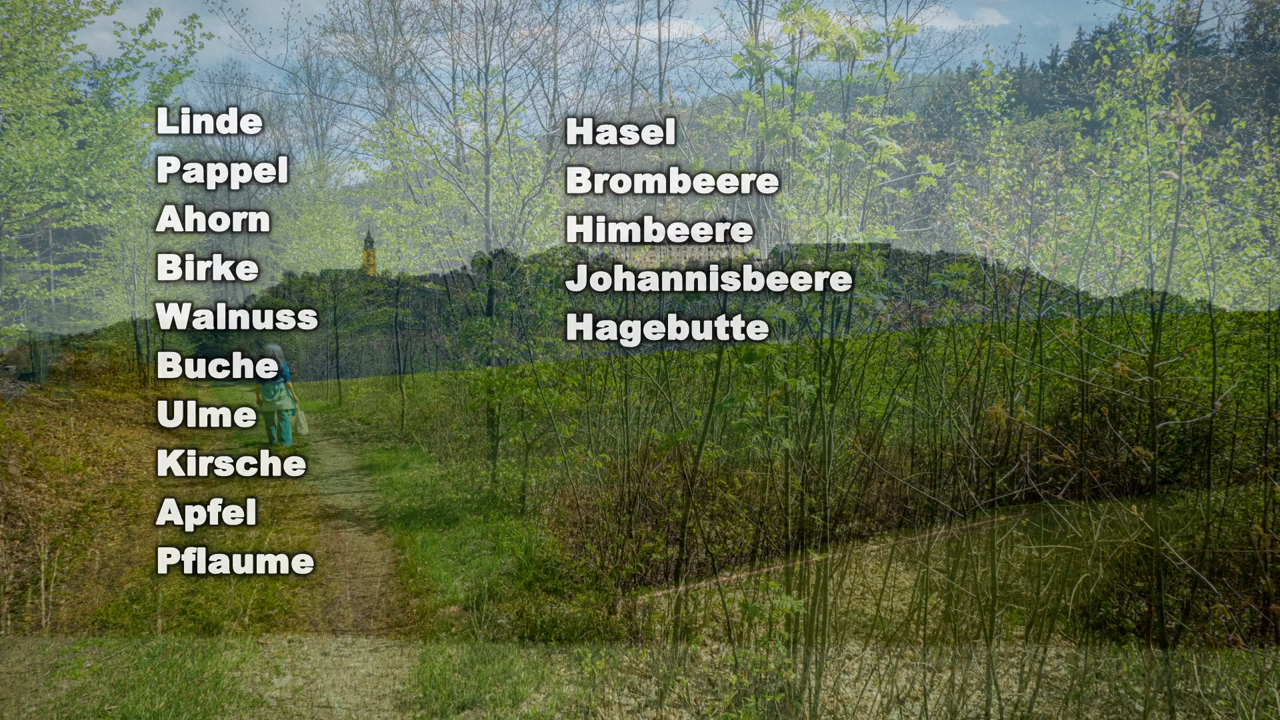 Linde
Pappel
Ahorn
Birke
Walnuss
Buche
Ulme
Kirsche
Apfel
Pflaume
Hasel
Brombeere
Himbeere
Johannisbeere
Hagebutte